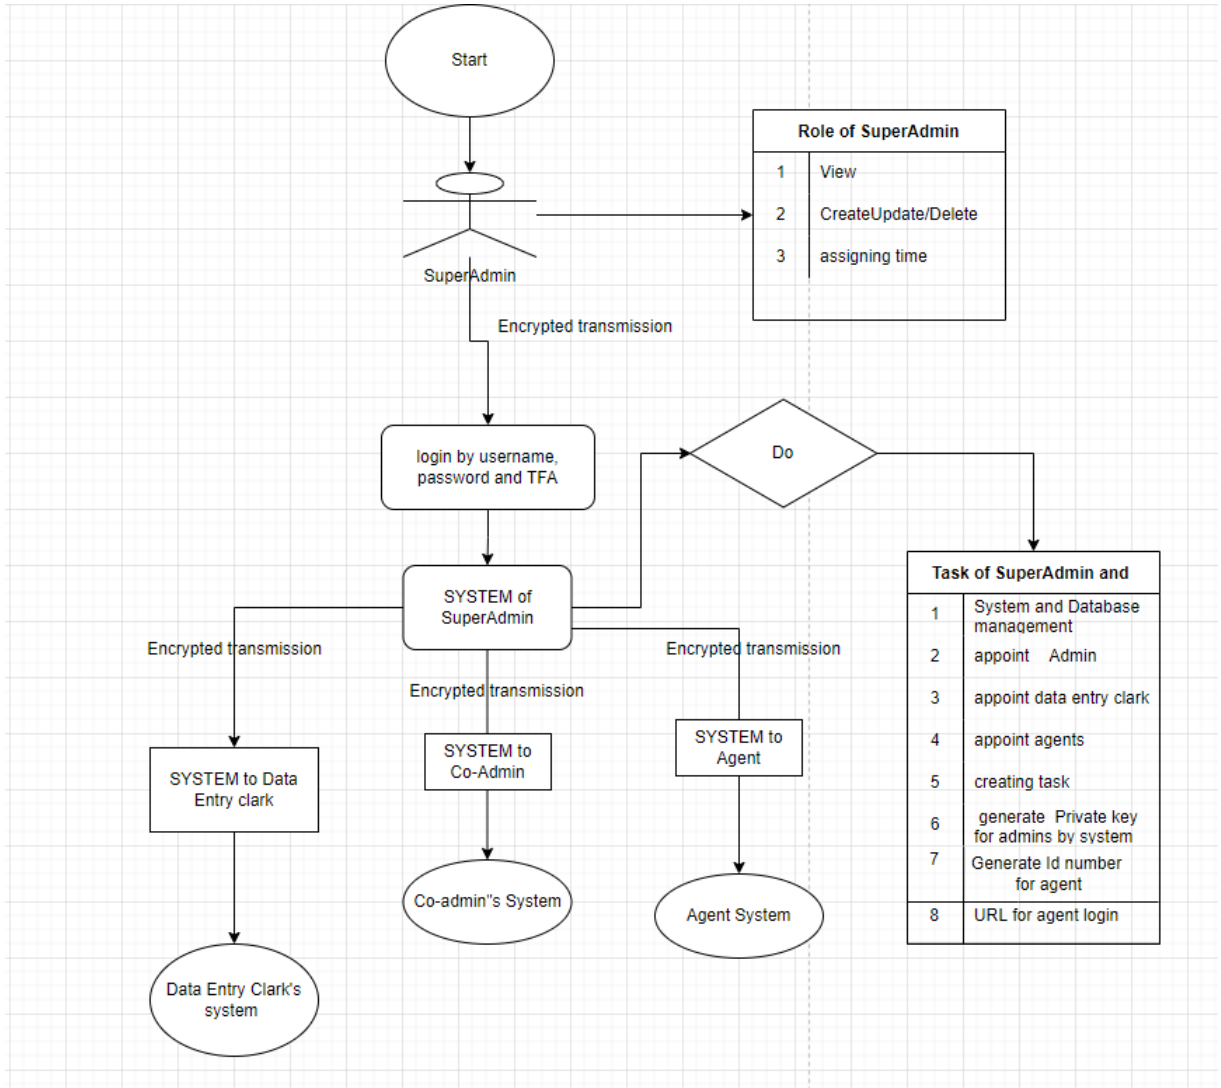 Start
Role of SuperAdmin
1 View
2 CreateUpdate/Delete
3 assigning time
SuperAdmin
Encrypted transmission
login by username,
password and TFA
Do
SYSTEM of
SuperAdmin
Task of SuperAdmin and
1 System and Database
management
2 appoint Admin
3 appoint data entry clark
4 appoint agents
5 creating task
6 generate Private key
for admins by system
7 Generate Id number
for agent
8 URL for agent login
Encrypted transmission
Encrypted transmission
Encrypted transmission
SYSTEM to Data
Entry clark
SYSTEM to
Co-Admin
SYSTEM to
Agent
Co-admin"s System
Agent System
Data Entry Clark's
system